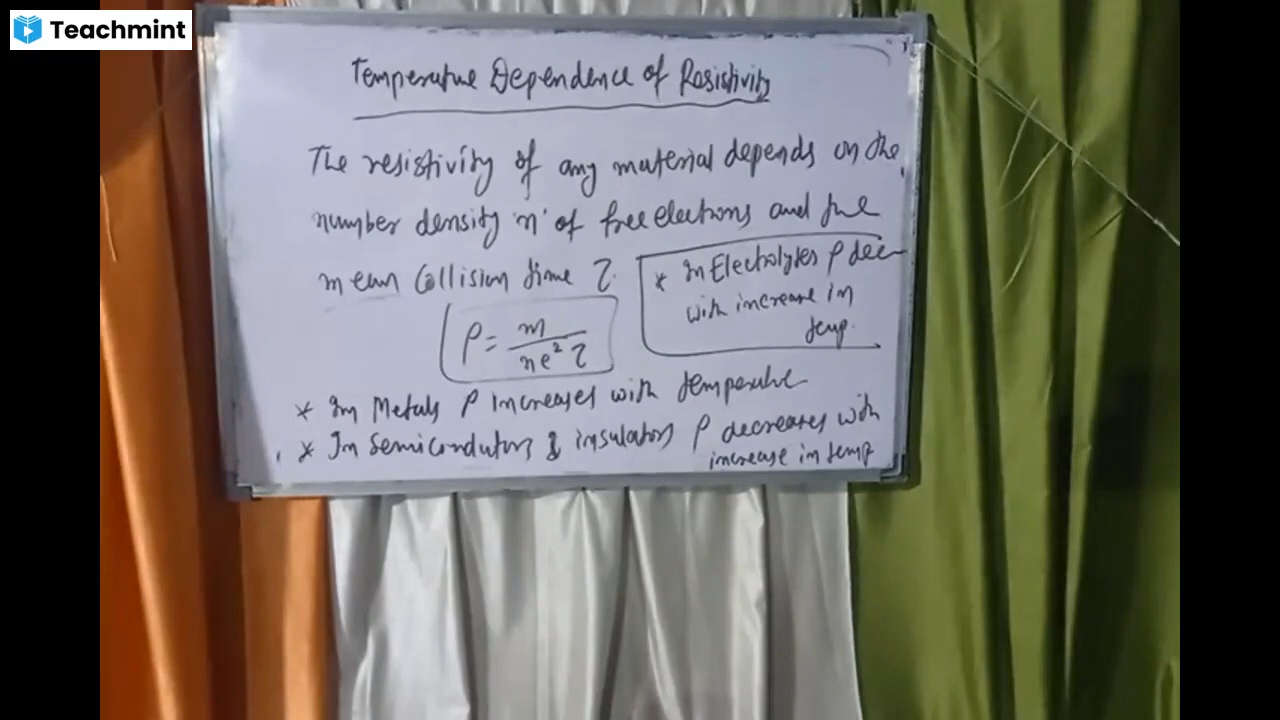 Teachmint
Temperature Dependence of Resistivity
The resistivity of any material depends on the
number density 'n' of free electrons and the
mean Collision time τ.
ρ = m / ne² τ
* In Electrolytes ρ dec
with increase in
temp.
* In Metals ρ increases with temperature
* In Semicondutors & insulators ρ decreases with
increase in temp